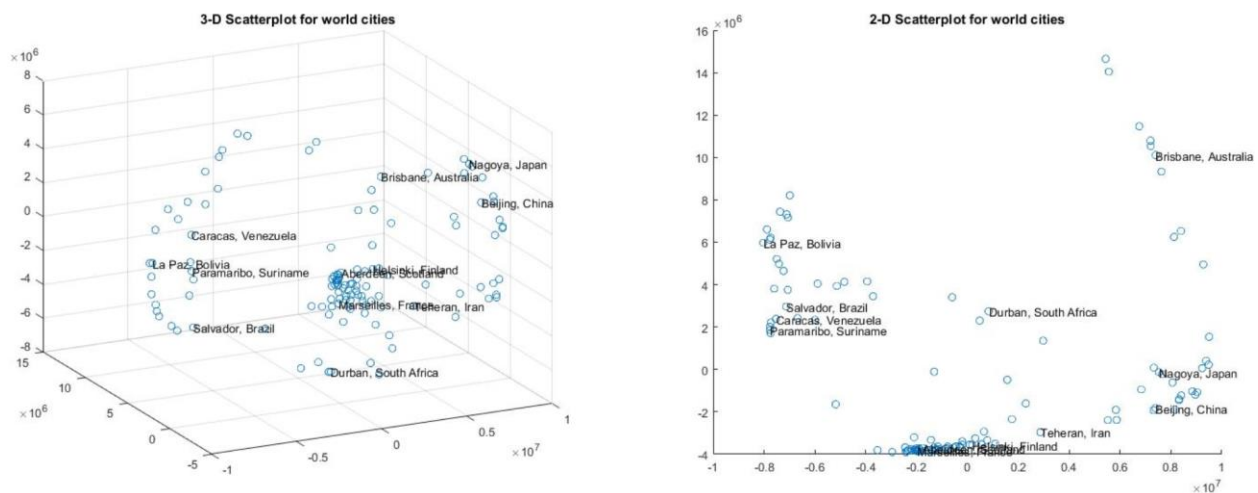 3-D Scatterplot for world cities
×10⁶
8
6
4
2
0
-2
-4
-6
-8
Nagoya, Japan
Brisbane, Australia
Beijing, China
Caracas, Venezuela
La Paz, Bolivia
Paramaribo, Suriname
Helsinki, Finland
Aberdeen, Scotland
Marseilles, France
Teheran, Iran
Salvador, Brazil
Durban, South Africa
15
10
5
0
-5
×10⁶
-1
-0.5
0
0.5
1
×10⁷
2-D Scatterplot for world cities
×10⁶
16
14
12
10
8
6
4
2
0
-2
-4
Brisbane, Australia
La Paz, Bolivia
Salvador, Brazil
Durban, South Africa
Caracas, Venezuela
Paramaribo, Suriname
Nagoya, Japan
Beijing, China
Teheran, Iran
Helsinki, Finland
Marseilles, France
-1
-0.8
-0.6
-0.4
-0.2
0
0.2
0.4
0.6
0.8
1
×10⁷